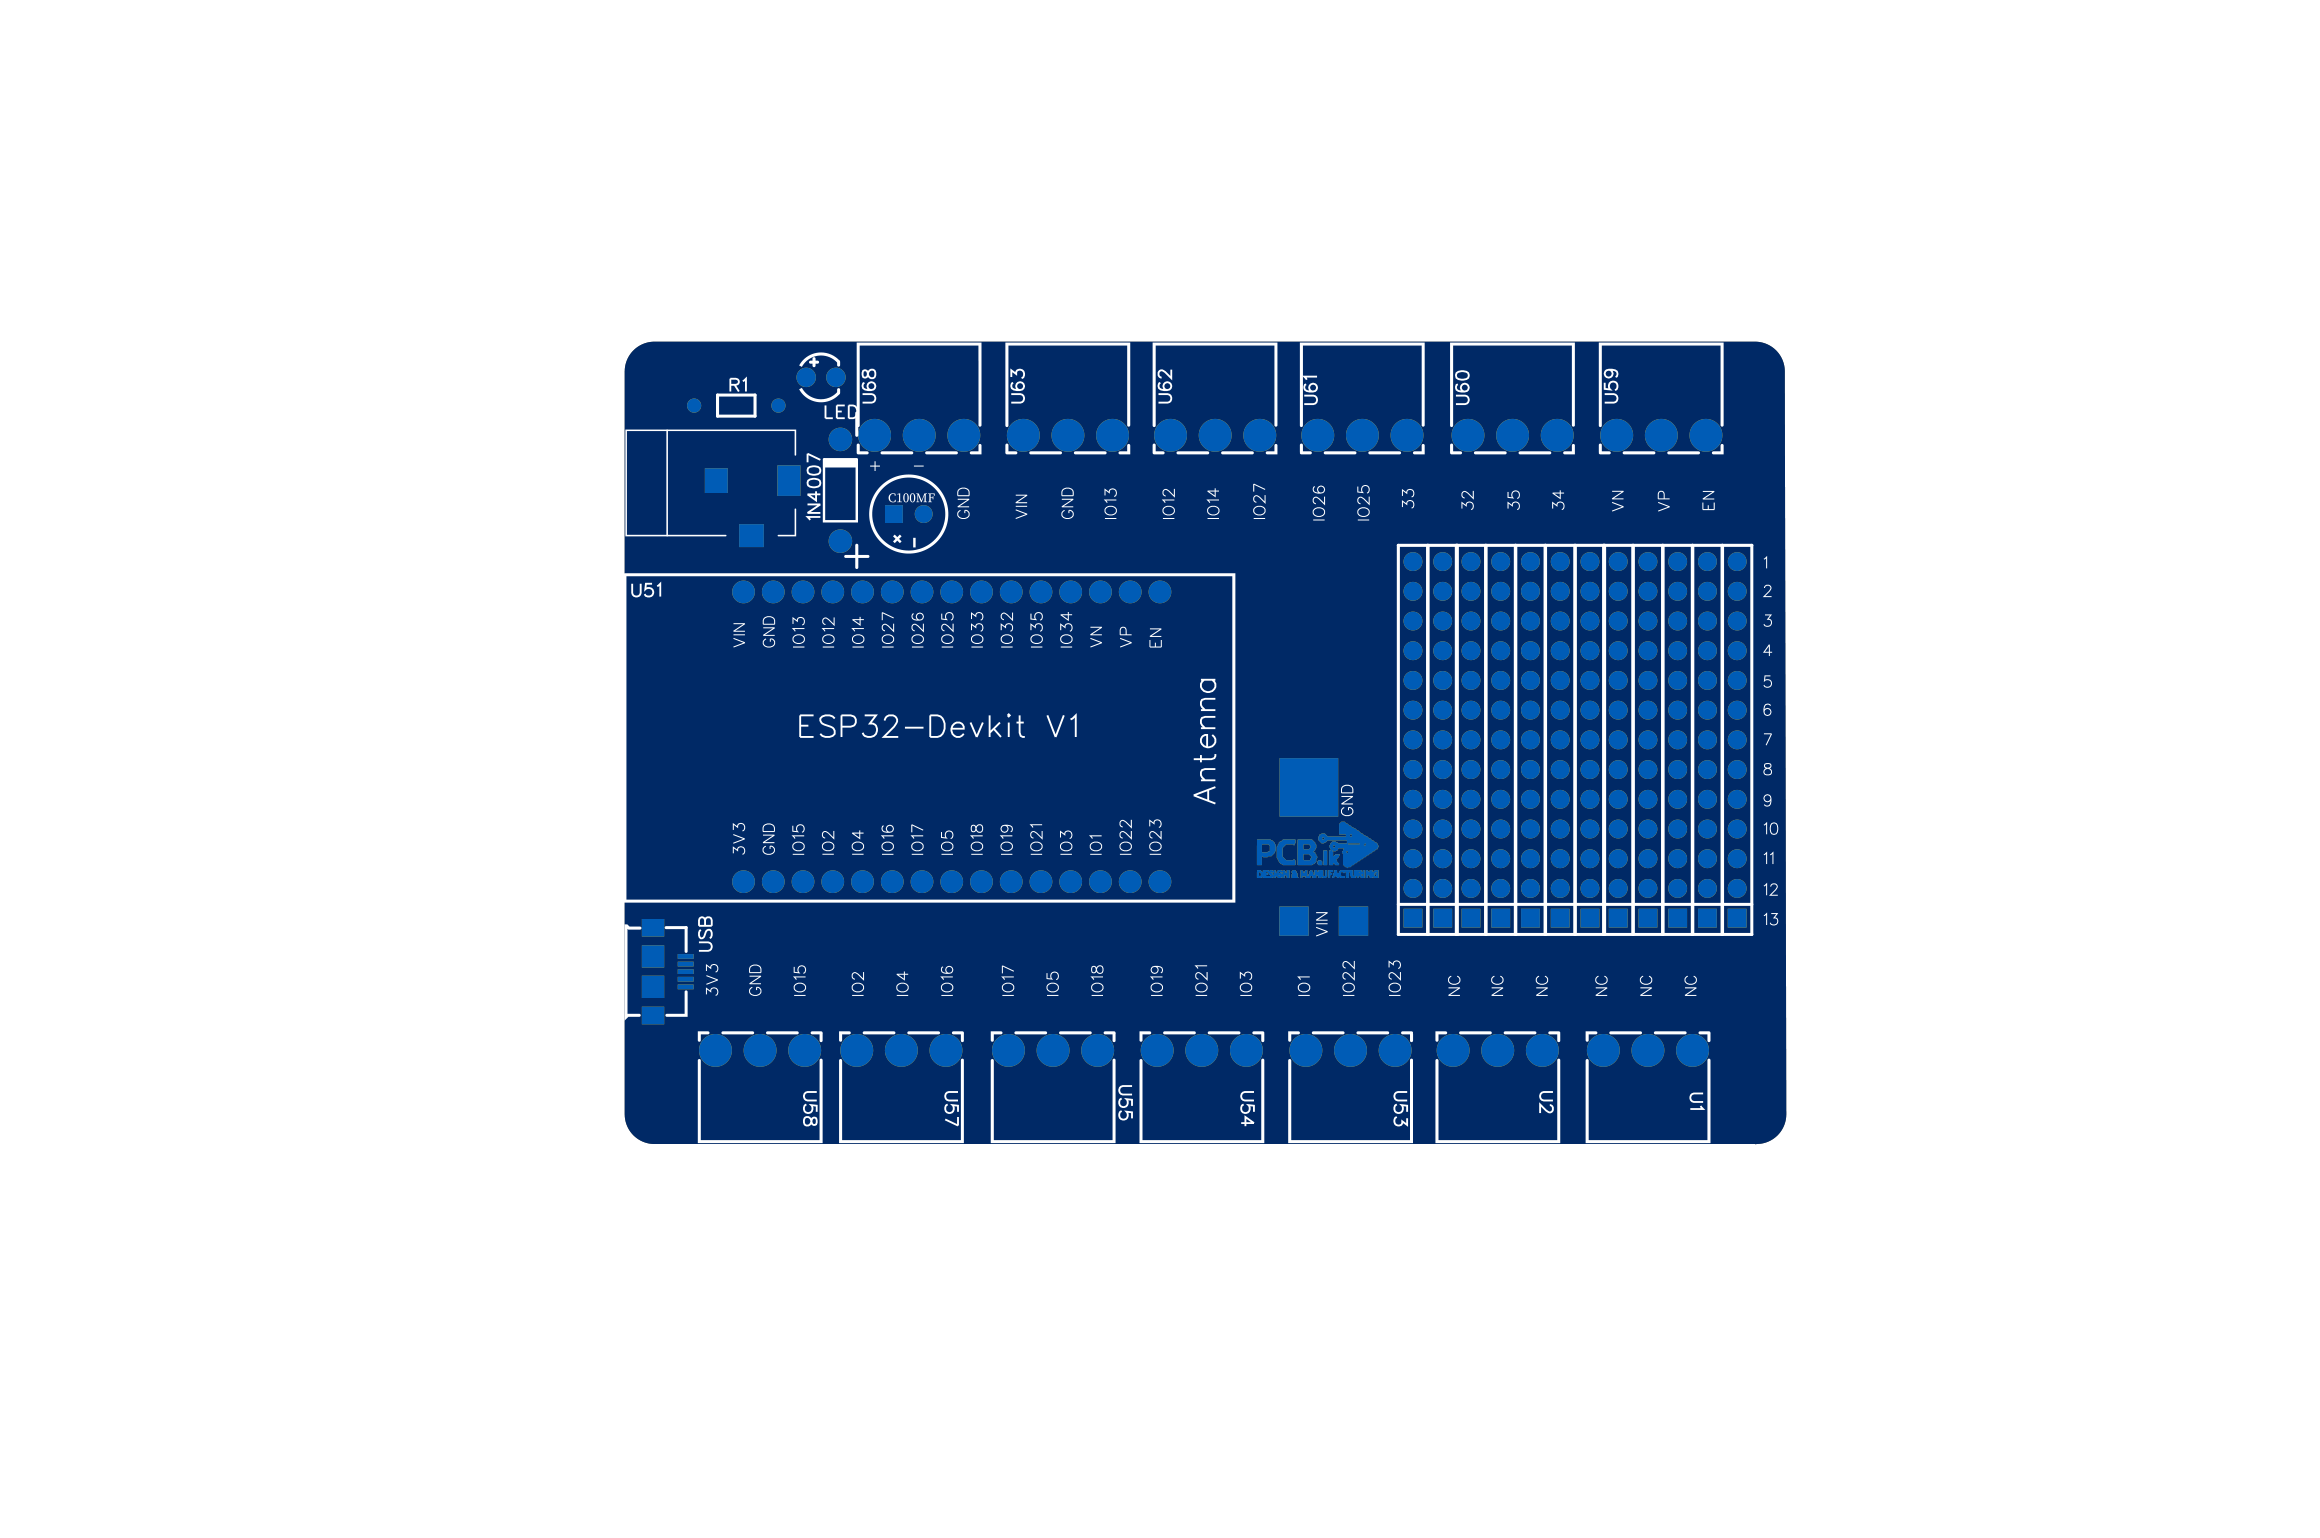 R1
LED
U68
U63
U62
U61
U60
U59
1N4007
+ −
C100MF
GND
VIN
GND
IO13
IO12
IO14
IO27
IO26
IO25
33
32
35
34
VN
VP
EN
U51
VIN
GND
IO13
IO12
IO14
IO27
IO26
IO25
IO33
IO32
IO35
IO34
VN
VP
EN
ESP32-Devkit V1
Antenna
3V3
GND
IO15
IO2
IO4
IO16
IO17
IO5
IO18
IO19
IO21
IO3
IO1
IO22
IO23
GND
PCB.lk
DESIGN & MANUFACTURING
VIN
1
2
3
4
5
6
7
8
9
10
11
12
13
USB
3V3
GND
IO15
IO2
IO4
IO16
IO17
IO5
IO18
IO19
IO21
IO3
IO1
IO22
IO23
NC
NC
NC
NC
NC
NC
U58
U57
U55
U54
U53
U2
U1